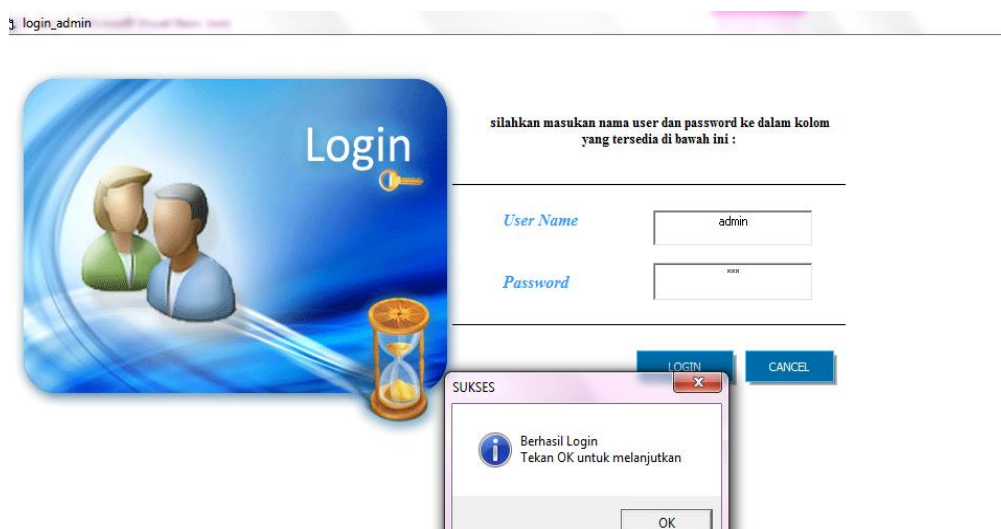 login_admin
Login
silahkan masukan nama user dan password ke dalam kolom
yang tersedia di bawah ini :
User Name
admin
Password
xxx
LOGIN
CANCEL
SUKSES
Berhasil Login
Tekan OK untuk melanjutkan
OK